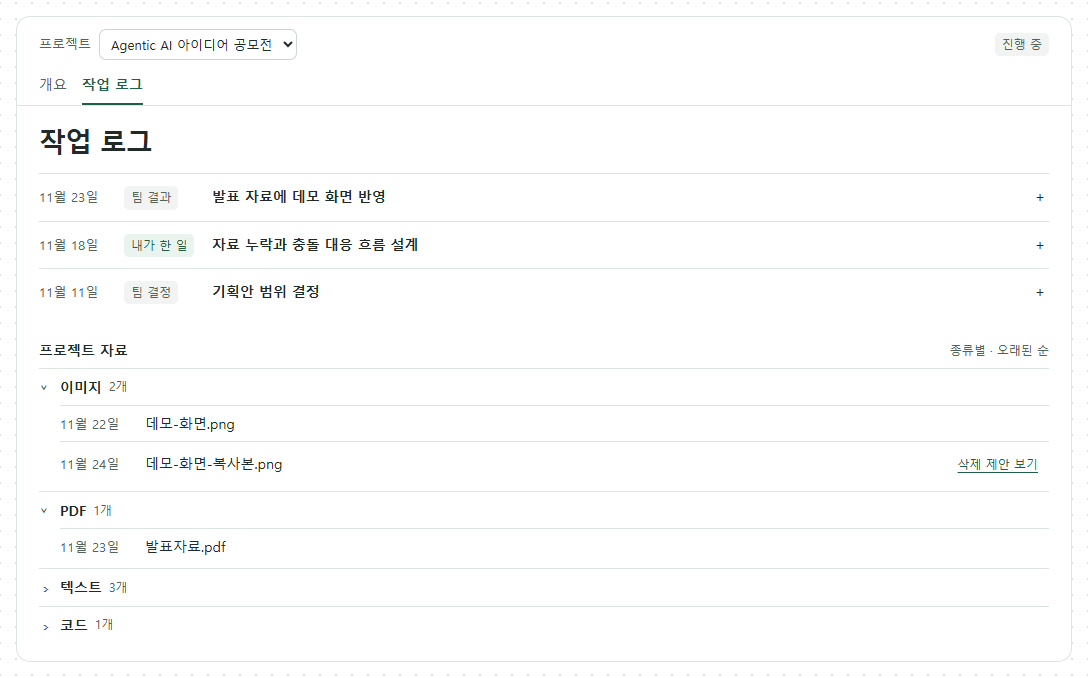 프로젝트 Agentic AI 아이디어 공모전 진행 중
개요 작업 로그
작업 로그
11월 23일 팀 결과 발표 자료에 데모 화면 반영 +
11월 18일 내가 한 일 자료 누락과 충돌 대응 흐름 설계 +
11월 11일 팀 결정 기획안 범위 결정 +
프로젝트 자료 종류별 · 오래된 순
이미지 2개
11월 22일 데모-화면.png
11월 24일 데모-화면-복사본.png 삭제 제안 보기
PDF 1개
11월 23일 발표자료.pdf
텍스트 3개
코드 1개